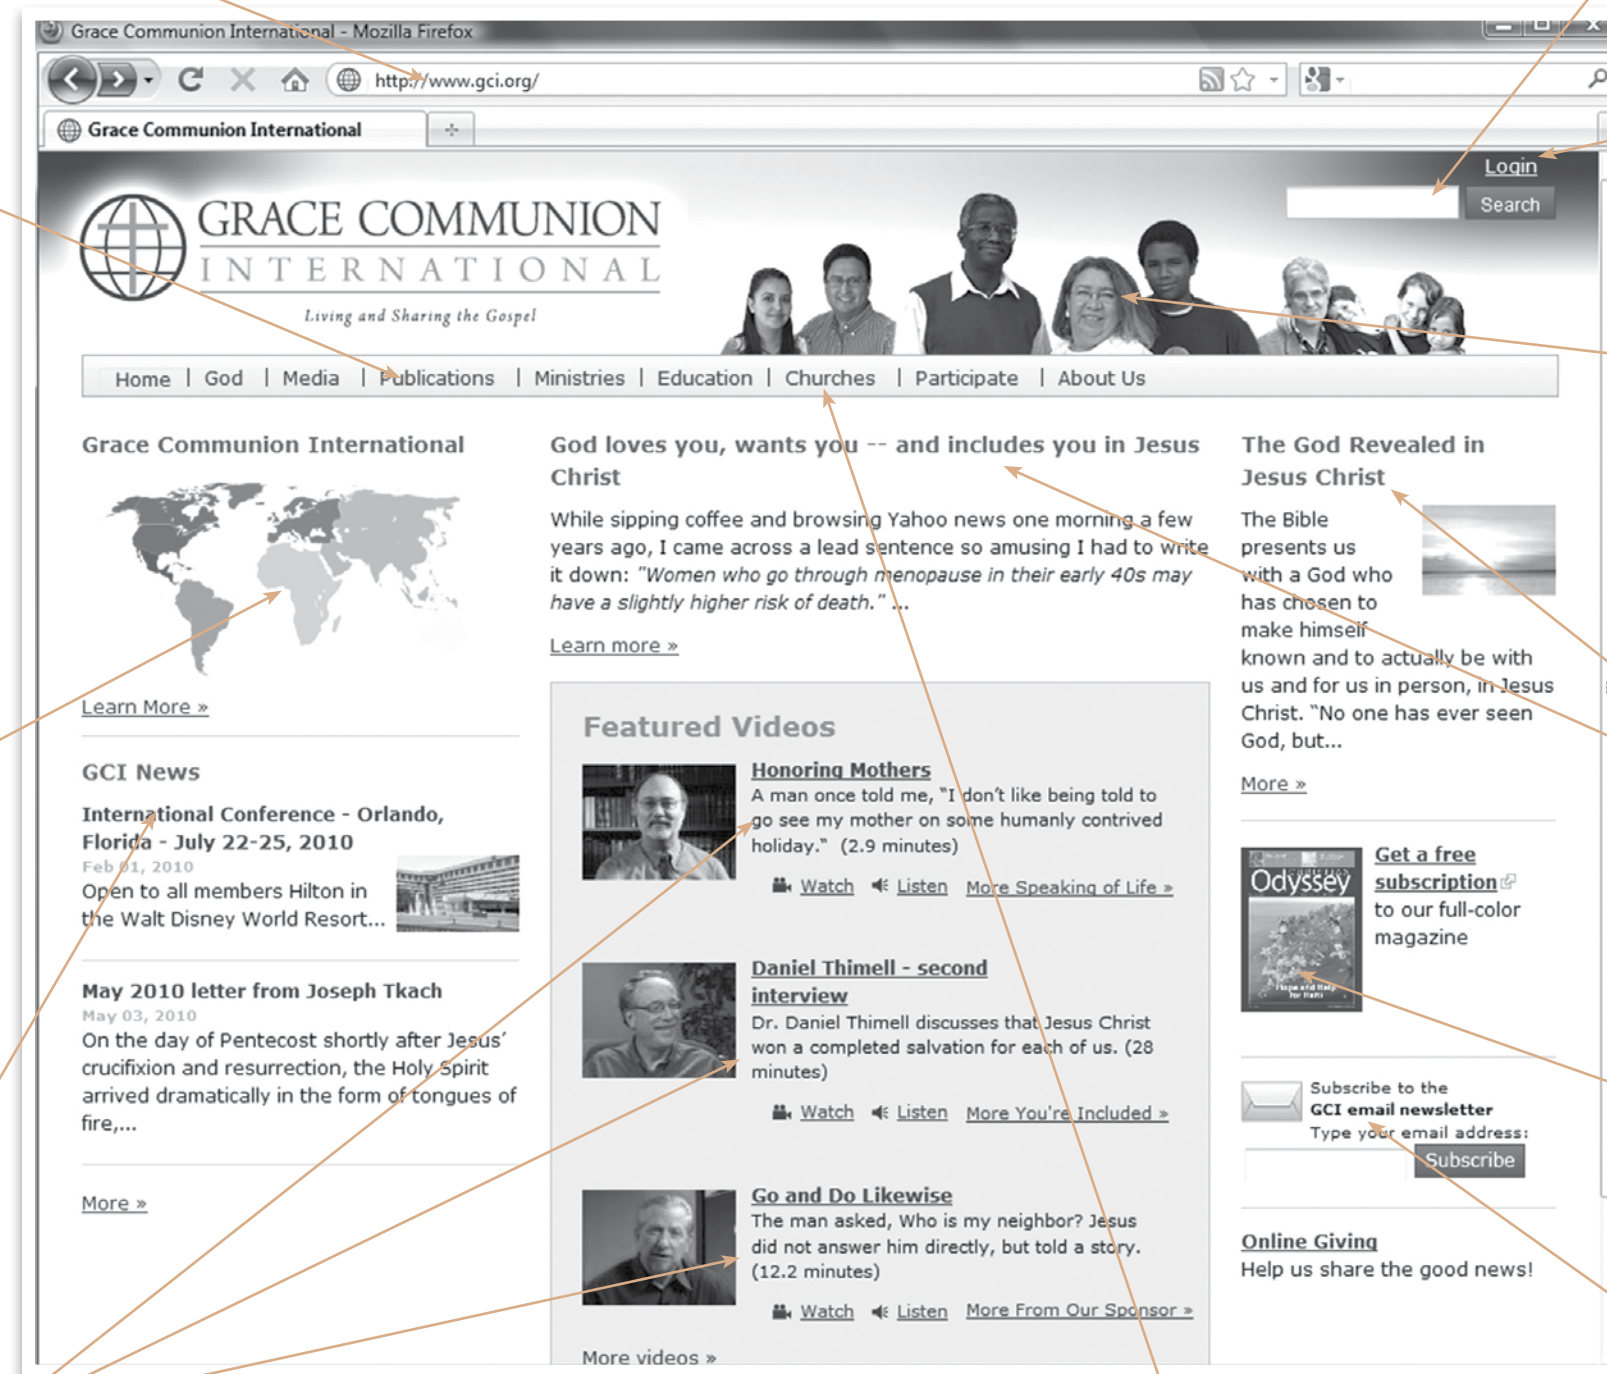 Grace Communion International - Mozilla Firefox
http://www.gci.org/
Grace Communion International
Login
Search
GRACE COMMUNION
INTERNATIONAL
Living and Sharing the Gospel
Home | God | Media | Publications | Ministries | Education | Churches | Participate | About Us
Grace Communion International
Learn More »
GCI News
International Conference - Orlando,
Florida - July 22-25, 2010
Feb 01, 2010
Open to all members Hilton in
the Walt Disney World Resort...
May 2010 letter from Joseph Tkach
May 03, 2010
On the day of Pentecost shortly after Jesus’
crucifixion and resurrection, the Holy Spirit
arrived dramatically in the form of tongues of
fire,...
More »
God loves you, wants you -- and includes you in Jesus
Christ
While sipping coffee and browsing Yahoo news one morning a few
years ago, I came across a lead sentence so amusing I had to write
it down: "Women who go through menopause in their early 40s may
have a slightly higher risk of death." ...
Learn more »
Featured Videos
Honoring Mothers
A man once told me, “I don’t like being told to
go see my mother on some humanly contrived
holiday.“ (2.9 minutes)
Watch Listen More Speaking of Life »
Daniel Thimell - second
interview
Dr. Daniel Thimell discusses that Jesus Christ
won a completed salvation for each of us. (28
minutes)
Watch Listen More You're Included »
Go and Do Likewise
The man asked, Who is my neighbor? Jesus
did not answer him directly, but told a story.
(12.2 minutes)
Watch Listen More From Our Sponsor »
More videos »
The God Revealed in
Jesus Christ
The Bible
presents us
with a God who
has chosen to
make himself
known and to actually be with
us and for us in person, in Jesus
Christ. “No one has ever seen
God, but...
More »
Odyssey
Hope and Help
for Haiti
Get a free
subscription
to our full-color
magazine
Subscribe to the
GCI email newsletter
Type your email address:
Subscribe
Online Giving
Help us share the good news!